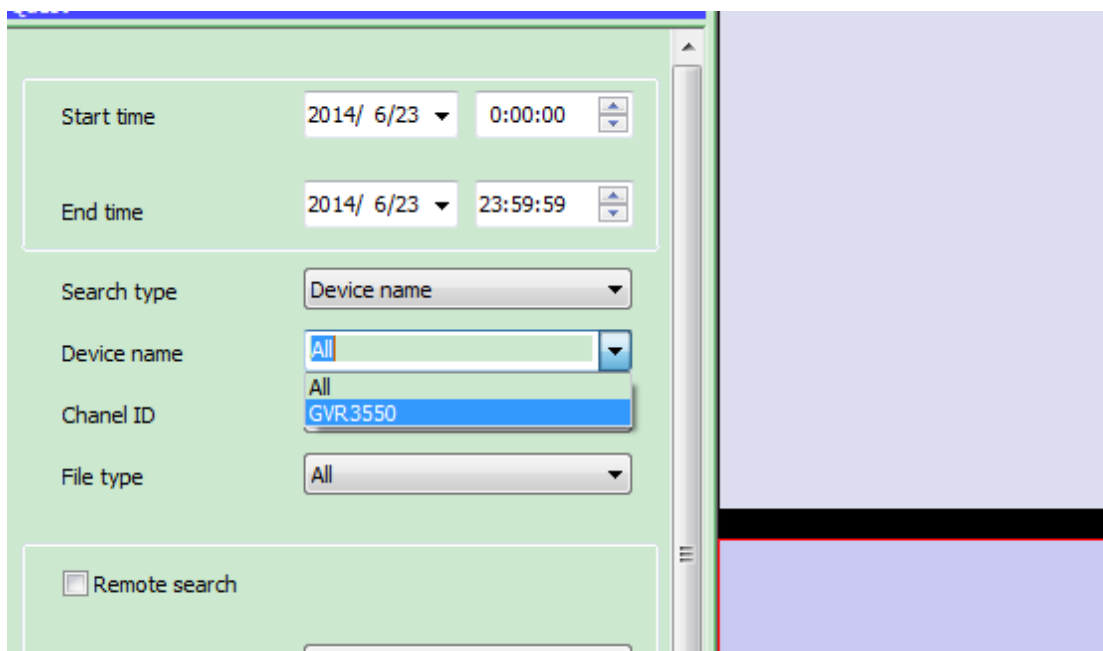 Start time 2014/ 6/23 0:00:00
End time 2014/ 6/23 23:59:59
Search type Device name
Device name All
All
Chanel ID GVR3550
File type All
Remote search